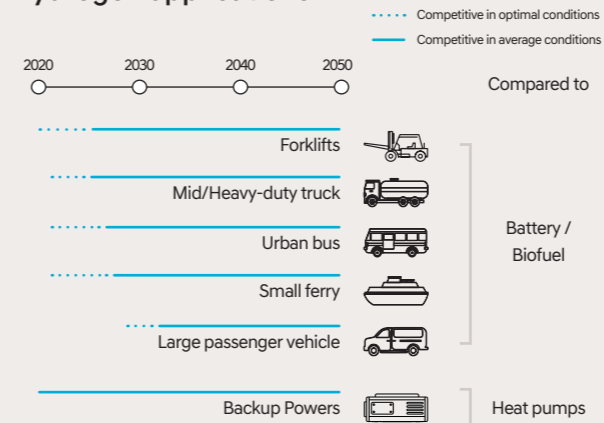 Competitive in optimal conditions
Competitive in average conditions
2020 2030 2040 2050
Compared to
Forklifts
Mid/Heavy-duty truck
Urban bus
Battery /
Biofuel
Small ferry
Large passenger vehicle
Backup Powers
Heat pumps